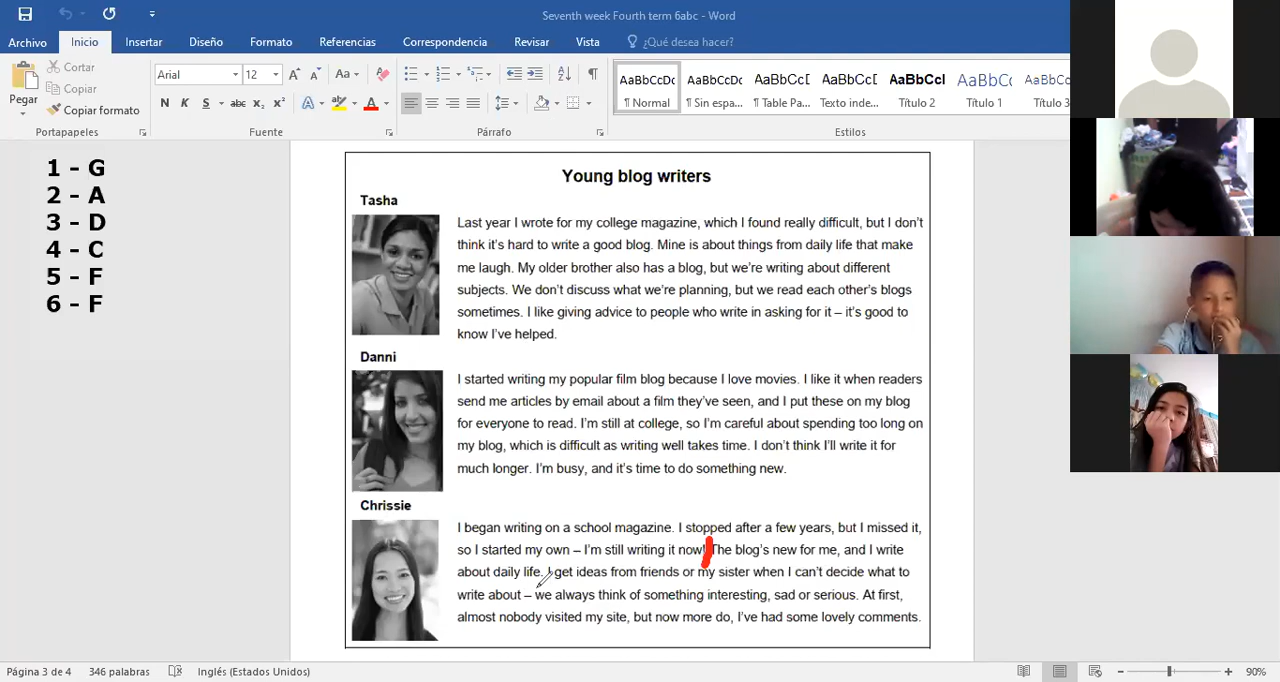 Seventh week Fourth term 6abc - Word
Archivo Inicio Insertar Diseño Formato Referencias Correspondencia Revisar Vista ¿Qué desea hacer?
Pegar
Cortar
Copiar
Copiar formato
Portapapeles
Arial 12
Fuente
Párrafo
AaBbCcDc AaBbCcDc AaBbCcD AaBbCcD AaBbCcI AaBbCcDc AaBbCcD
¶ Normal ¶ Sin espa... ¶ Table Pa... Texto inde... Título 2 Título 1 Título 3
Estilos
1 - G
2 - A
3 - D
4 - C
5 - F
6 - F
Young blog writers
Tasha
Last year I wrote for my college magazine, which I found really difficult, but I don't
think it's hard to write a good blog. Mine is about things from daily life that make
me laugh. My older brother also has a blog, but we're writing about different
subjects. We don't discuss what we're planning, but we read each other's blogs
sometimes. I like giving advice to people who write in asking for it – it's good to
know I've helped.
Danni
I started writing my popular film blog because I love movies. I like it when readers
send me articles by email about a film they've seen, and I put these on my blog
for everyone to read. I'm still at college, so I'm careful about spending too long on
my blog, which is difficult as writing well takes time. I don't think I'll write it for
much longer. I'm busy, and it's time to do something new.
Chrissie
I began writing on a school magazine. I stopped after a few years, but I missed it,
so I started my own – I'm still writing it now! The blog's new for me, and I write
about daily life. I get ideas from friends or my sister when I can't decide what to
write about – we always think of something interesting, sad or serious. At first,
almost nobody visited my site, but now more do, I've had some lovely comments.
Página 3 de 4 346 palabras Inglés (Estados Unidos) 90%